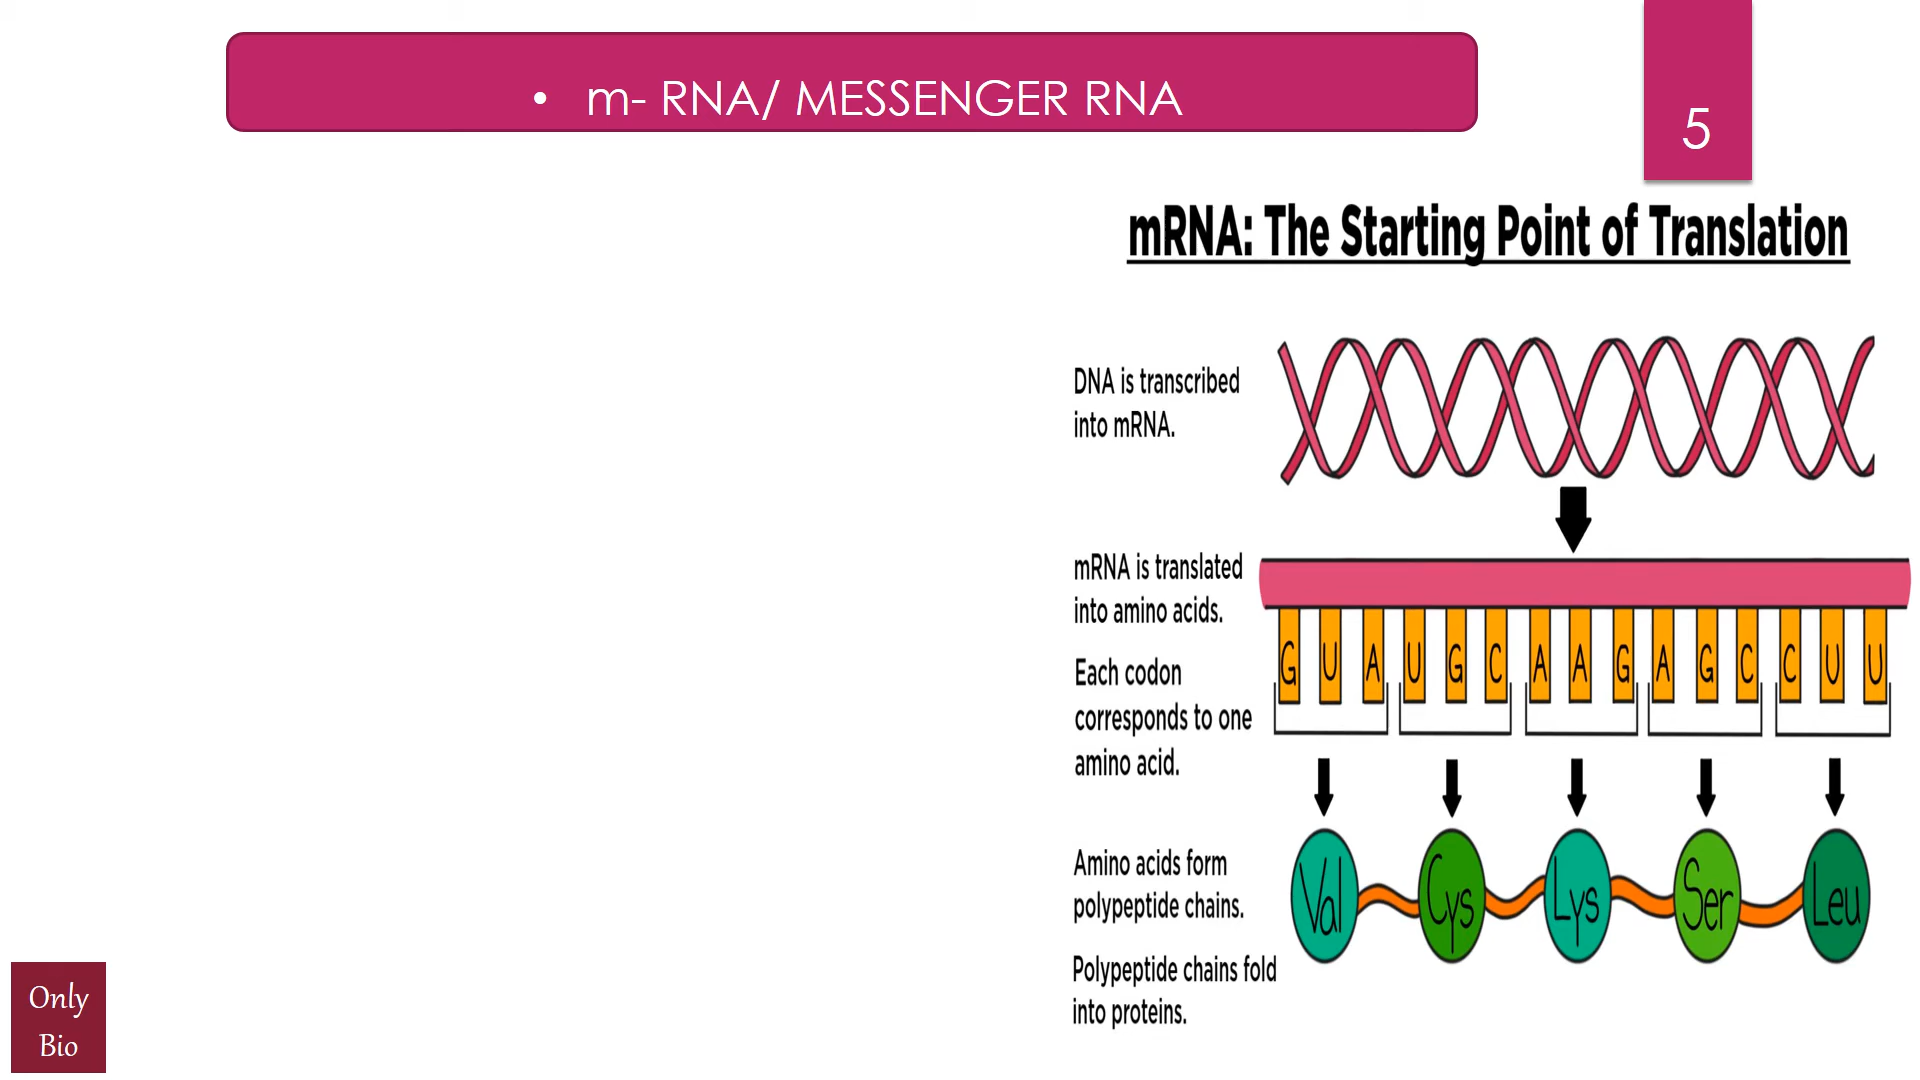 • m- RNA/ MESSENGER RNA
5
mRNA: The Starting Point of Translation
DNA is transcribed
into mRNA.
mRNA is translated
into amino acids.
G U A U G C A A G A G C C U U
Each codon
corresponds to one
amino acid.
Val Cys Lys Ser Leu
Amino acids form
polypeptide chains.
Polypeptide chains fold
into proteins.
Only
Bio